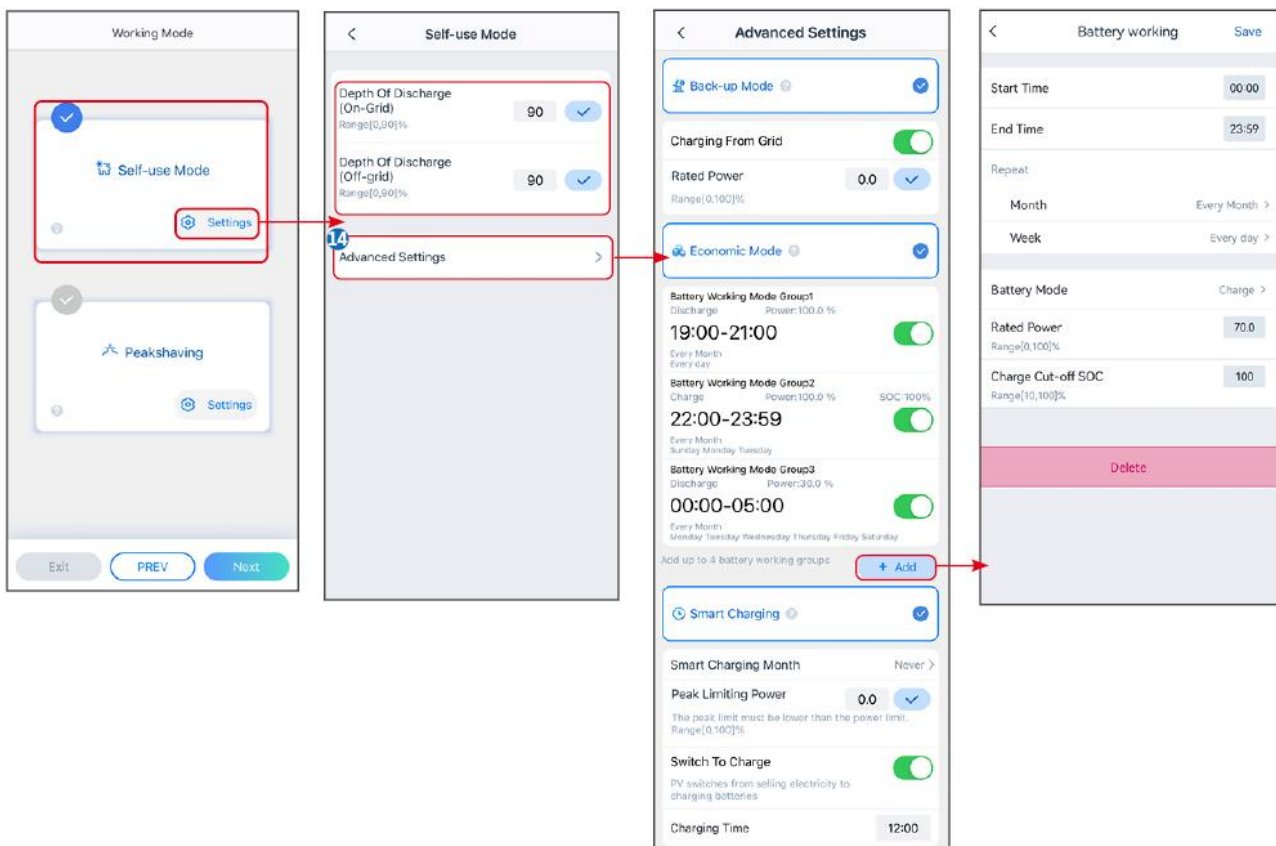 Working Mode
Self-use Mode
Settings
Peakshaving
Settings
Exit
PREV
Next
Self-use Mode
Depth Of Discharge
(On-Grid)
90
Range[0,90]%
Depth Of Discharge
(Off-grid)
90
Range[0,90]%
14
Advanced Settings
Advanced Settings
Back-up Mode
Charging From Grid
Rated Power
0.0
Range[0,100]%
Economic Mode
Battery Working Mode Group1
Discharge Power:100.0 %
19:00-21:00
Every Month
Every day
Battery Working Mode Group2
Charge Power:100.0 % SOC:100%
22:00-23:59
Every Month
Sunday Monday Tuesday
Battery Working Mode Group3
Discharge Power:30.0 %
00:00-05:00
Every Month
Monday Tuesday Wednesday Thursday Friday Saturday
Add up to 4 battery working groups
+ Add
Smart Charging
Smart Charging Month Never
Peak Limiting Power
0.0
The peak limit must be lower than the power limit.
Range[0,100]%
Switch To Charge
PV switches from selling electricity to
charging batteries
Charging Time 12:00
Battery working Save
Start Time 00:00
End Time 23:59
Repeat
Month Every Month
Week Every day
Battery Mode Charge
Rated Power 70.0
Range[0,100]%
Charge Cut-off SOC 100
Range[10,100]%
Delete